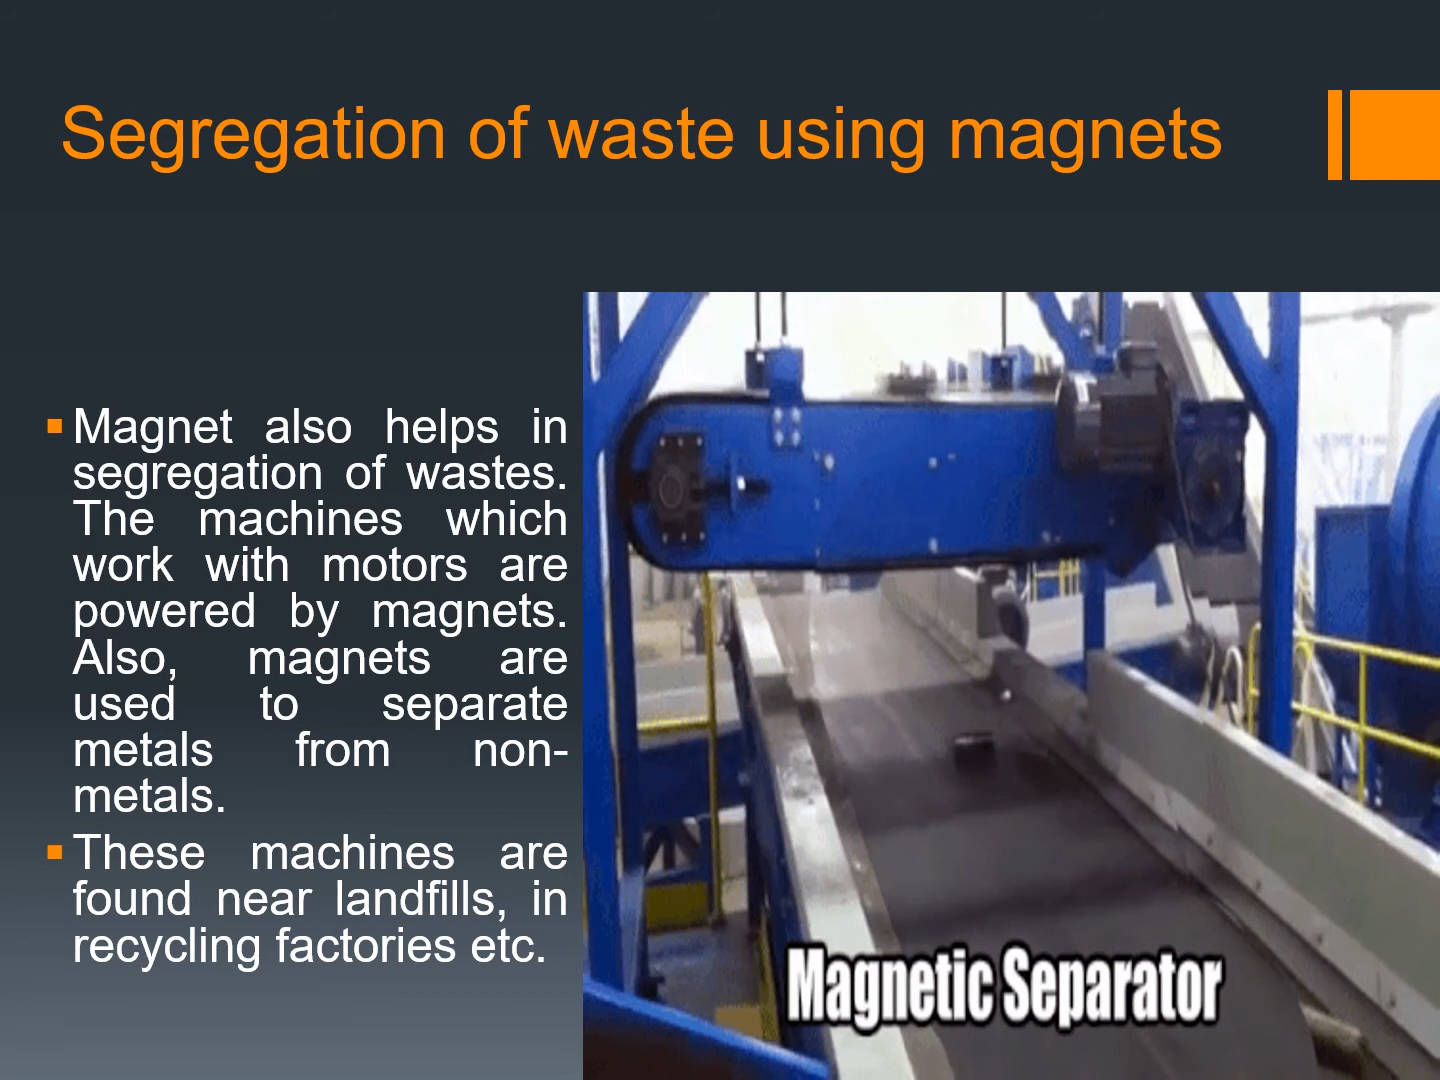 Segregation of waste using magnets
Magnet also helps in
segregation of wastes.
The machines which
work with motors are
powered by magnets.
Also, magnets are
used to separate
metals from non-
metals.
These machines are
found near landfills, in
recycling factories etc.
Magnetic Separator